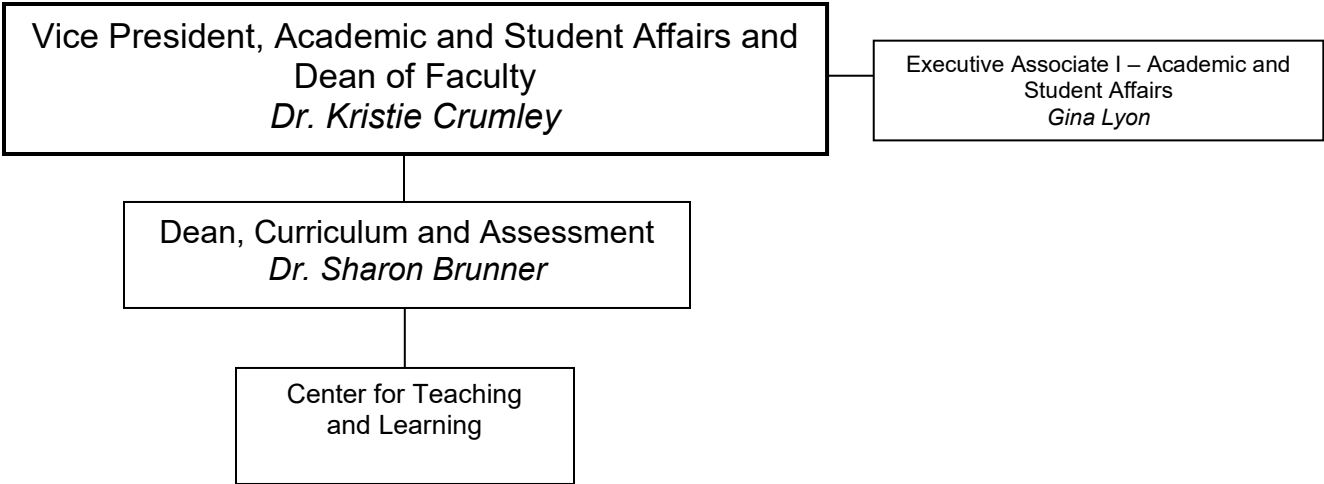 Vice President, Academic and Student Affairs and
Dean of Faculty
Dr. Kristie Crumley
Executive Associate I – Academic and
Student Affairs
Gina Lyon
Dean, Curriculum and Assessment
Dr. Sharon Brunner
Center for Teaching
and Learning